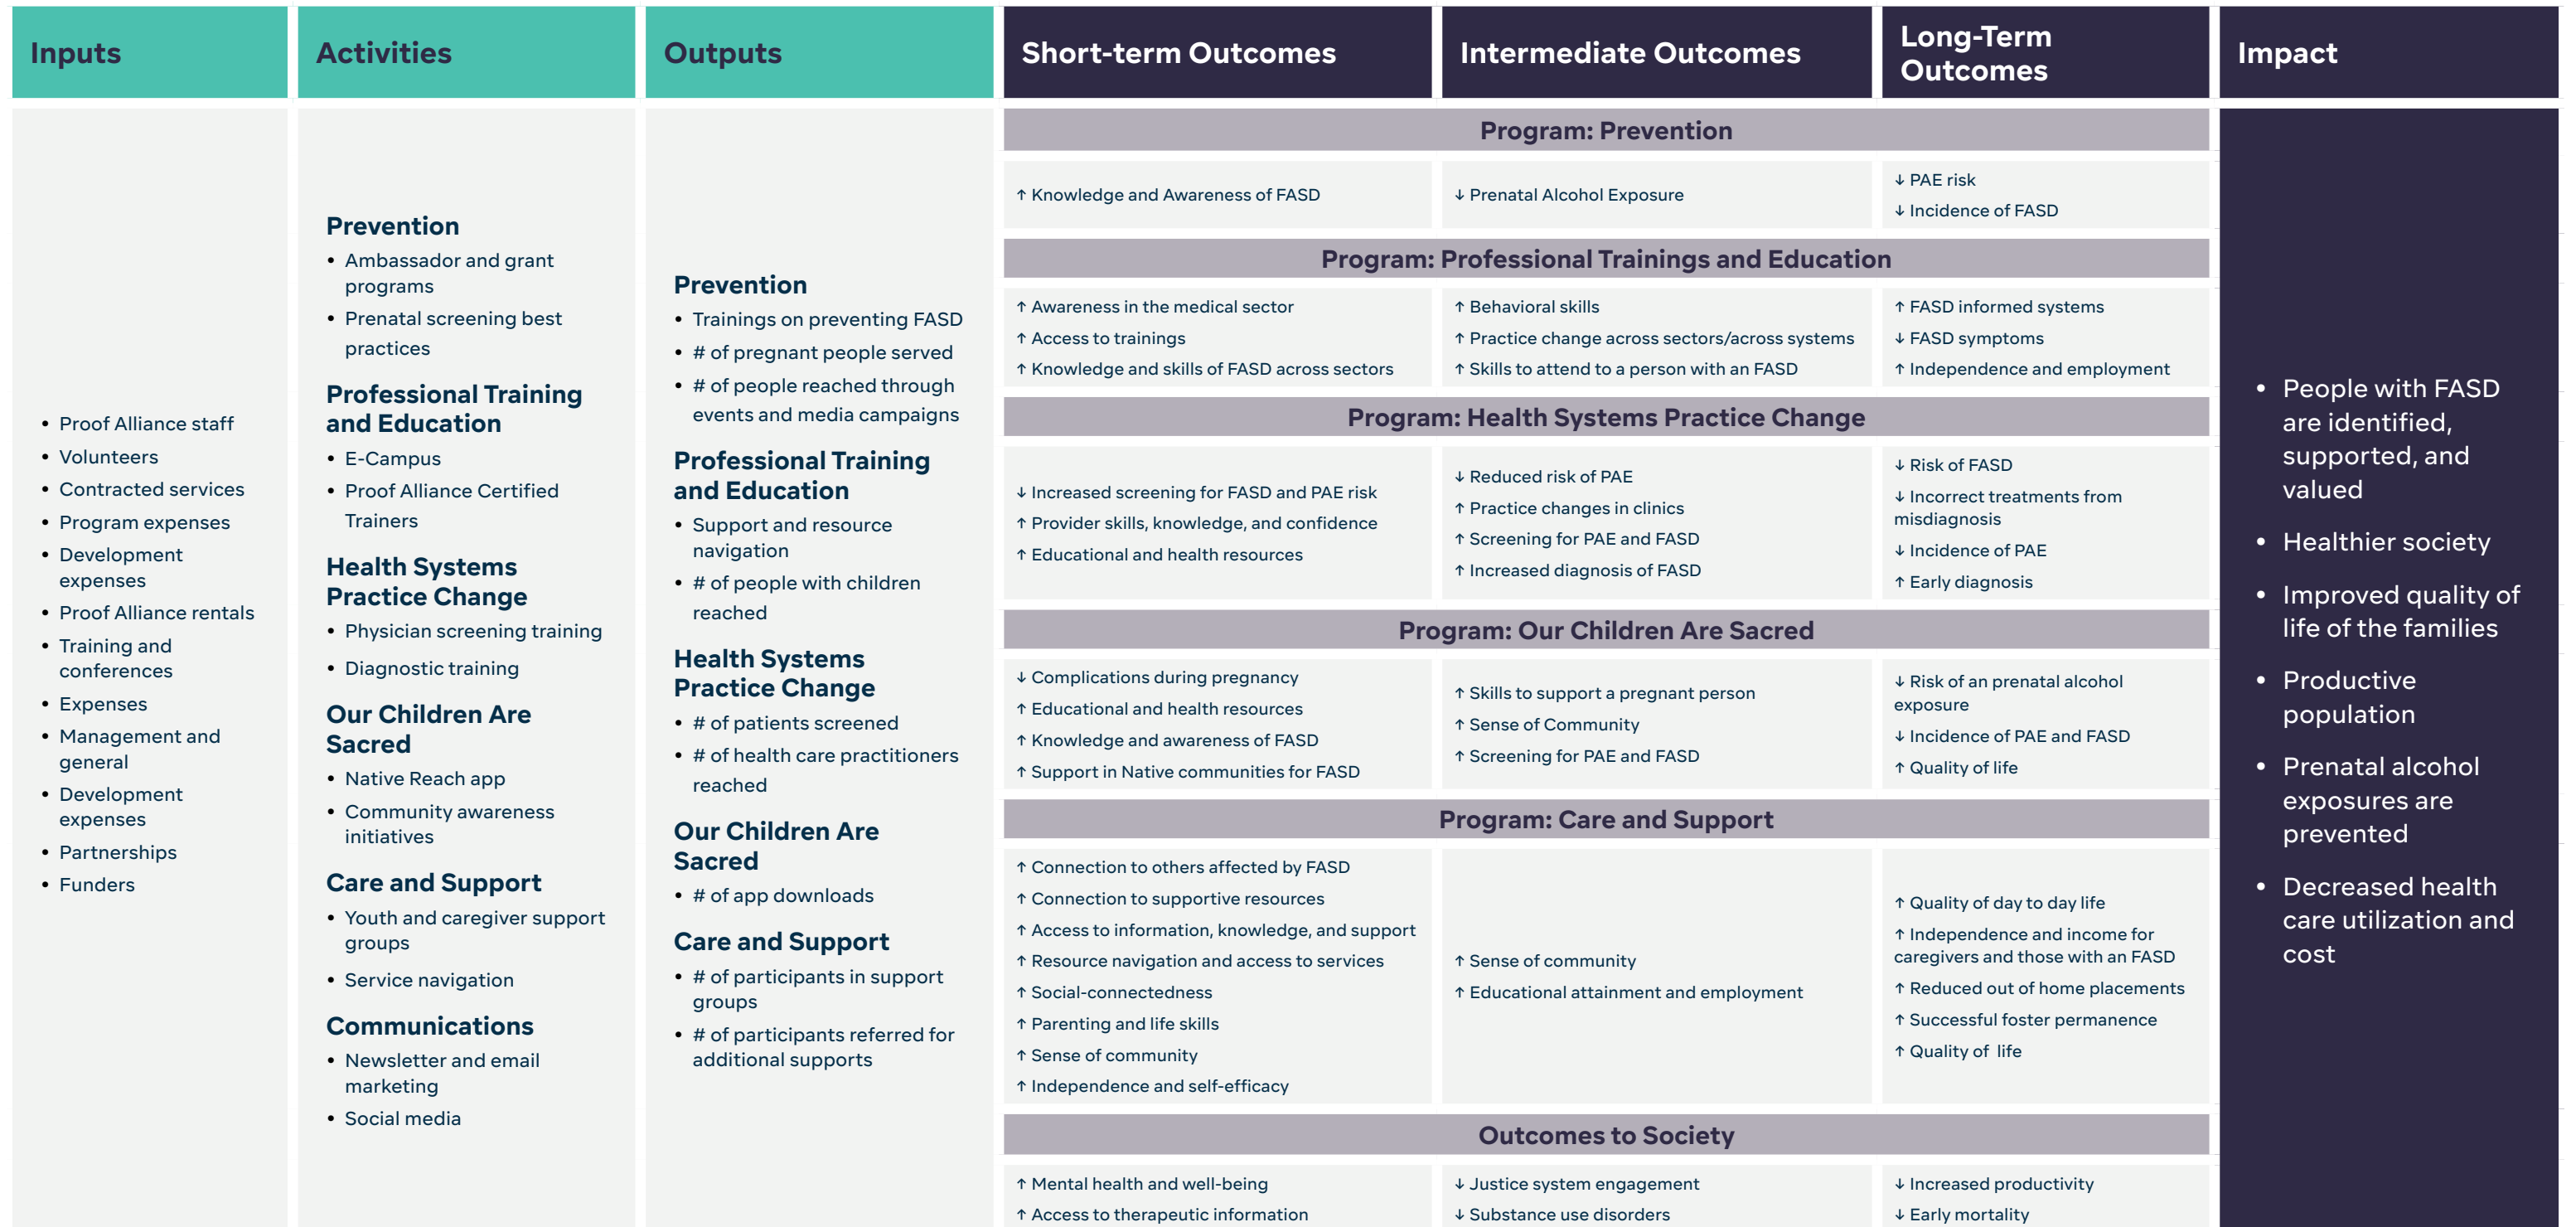 Inputs
Activities
Outputs
Short-term Outcomes
Intermediate Outcomes
Long-Term
Outcomes
Impact
• Proof Alliance staff
• Volunteers
• Contracted services
• Program expenses
• Development
expenses
• Proof Alliance rentals
• Training and
conferences
• Expenses
• Management and
general
• Development
expenses
• Partnerships
• Funders
Prevention
• Ambassador and grant
programs
• Prenatal screening best
practices
Professional Training
and Education
• E-Campus
• Proof Alliance Certified
Trainers
Health Systems
Practice Change
• Physician screening training
• Diagnostic training
Our Children Are
Sacred
• Native Reach app
• Community awareness
initiatives
Care and Support
• Youth and caregiver support
groups
• Service navigation
Communications
• Newsletter and email
marketing
• Social media
Prevention
• Trainings on preventing FASD
• # of pregnant people served
• # of people reached through
events and media campaigns
Professional Training
and Education
• Support and resource
navigation
• # of people with children
reached
Health Systems
Practice Change
• # of patients screened
• # of health care practitioners
reached
Our Children Are
Sacred
• # of app downloads
Care and Support
• # of participants in support
groups
• # of participants referred for
additional supports
Program: Prevention
↑ Knowledge and Awareness of FASD
↓ Prenatal Alcohol Exposure
↓ PAE risk
↓ Incidence of FASD
Program: Professional Trainings and Education
↑ Awareness in the medical sector
↑ Access to trainings
↑ Knowledge and skills of FASD across sectors
↑ Behavioral skills
↑ Practice change across sectors/across systems
↑ Skills to attend to a person with an FASD
↑ FASD informed systems
↓ FASD symptoms
↑ Independence and employment
Program: Health Systems Practice Change
↓ Increased screening for FASD and PAE risk
↑ Provider skills, knowledge, and confidence
↑ Educational and health resources
↓ Reduced risk of PAE
↑ Practice changes in clinics
↑ Screening for PAE and FASD
↑ Increased diagnosis of FASD
↓ Risk of FASD
↓ Incorrect treatments from
misdiagnosis
↓ Incidence of PAE
↑ Early diagnosis
Program: Our Children Are Sacred
↓ Complications during pregnancy
↑ Educational and health resources
↑ Knowledge and awareness of FASD
↑ Support in Native communities for FASD
↑ Skills to support a pregnant person
↑ Sense of Community
↑ Screening for PAE and FASD
↓ Risk of an prenatal alcohol
exposure
↓ Incidence of PAE and FASD
↑ Quality of life
Program: Care and Support
↑ Connection to others affected by FASD
↑ Connection to supportive resources
↑ Access to information, knowledge, and support
↑ Resource navigation and access to services
↑ Social-connectedness
↑ Parenting and life skills
↑ Sense of community
↑ Independence and self-efficacy
↑ Sense of community
↑ Educational attainment and employment
↑ Quality of day to day life
↑ Independence and income for
caregivers and those with an FASD
↑ Reduced out of home placements
↑ Successful foster permanence
↑ Quality of life
Outcomes to Society
↑ Mental health and well-being
↑ Access to therapeutic information
↓ Justice system engagement
↓ Substance use disorders
↓ Increased productivity
↓ Early mortality
• People with FASD
are identified,
supported, and
valued
• Healthier society
• Improved quality of
life of the families
• Productive
population
• Prenatal alcohol
exposures are
prevented
• Decreased health
care utilization and
cost